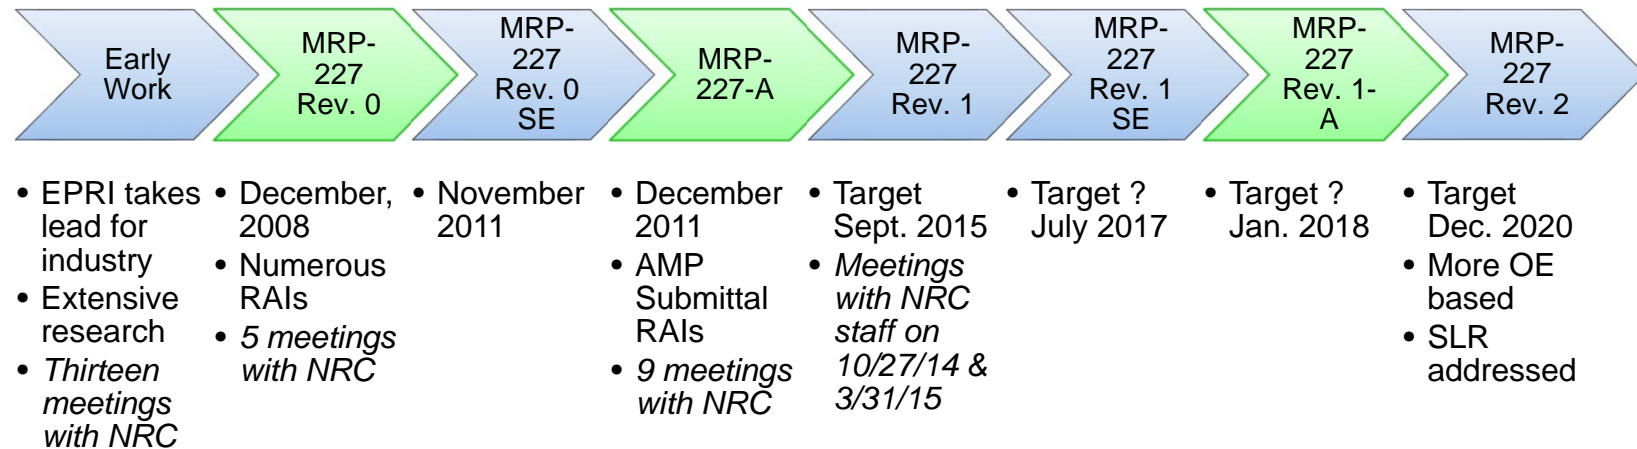 Early
Work
MRP-
227
Rev. 0
MRP-
227
Rev. 0
SE
MRP-
227-A
MRP-
227
Rev. 1
MRP-
227
Rev. 1
SE
MRP-
227
Rev. 1-
A
MRP-
227
Rev. 2
• EPRI takes
lead for
industry
• Extensive
research
• Thirteen
meetings
with NRC
• December,
2008
• Numerous
RAIs
• 5 meetings
with NRC
• November
2011
• December
2011
• AMP
Submittal
RAIs
• 9 meetings
with NRC
• Target
Sept. 2015
• Meetings
with NRC
staff on
10/27/14 &
3/31/15
• Target ?
July 2017
• Target ?
Jan. 2018
• Target
Dec. 2020
• More OE
based
• SLR
addressed